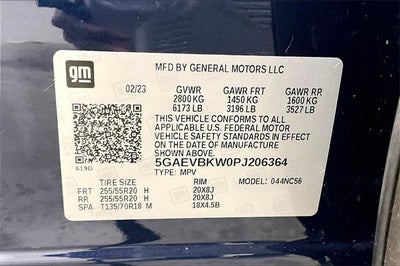 gm
MFD BY GENERAL MOTORS LLC
02/23 GVWR GAWR FRT GAWR RR
2800 KG 1450 KG 1600 KG
6173 LB 3196 LB 3527 LB
THIS VEHICLE CONFORMS TO ALL
APPLICABLE U.S. FEDERAL MOTOR
VEHICLE SAFETY STANDARDS IN EFFECT
ON THE DATE OF MANUFACTURE
SHOWN ABOVE.
5GAEVBKW0PJ206364
619D TYPE: MPV MODEL: 044NC56
TIRE SIZE RIM
FRT 255/55R20 H 20X8J
RR 255/55R20 H 20X8J
SPA T135/70R18 M 18X4.5B